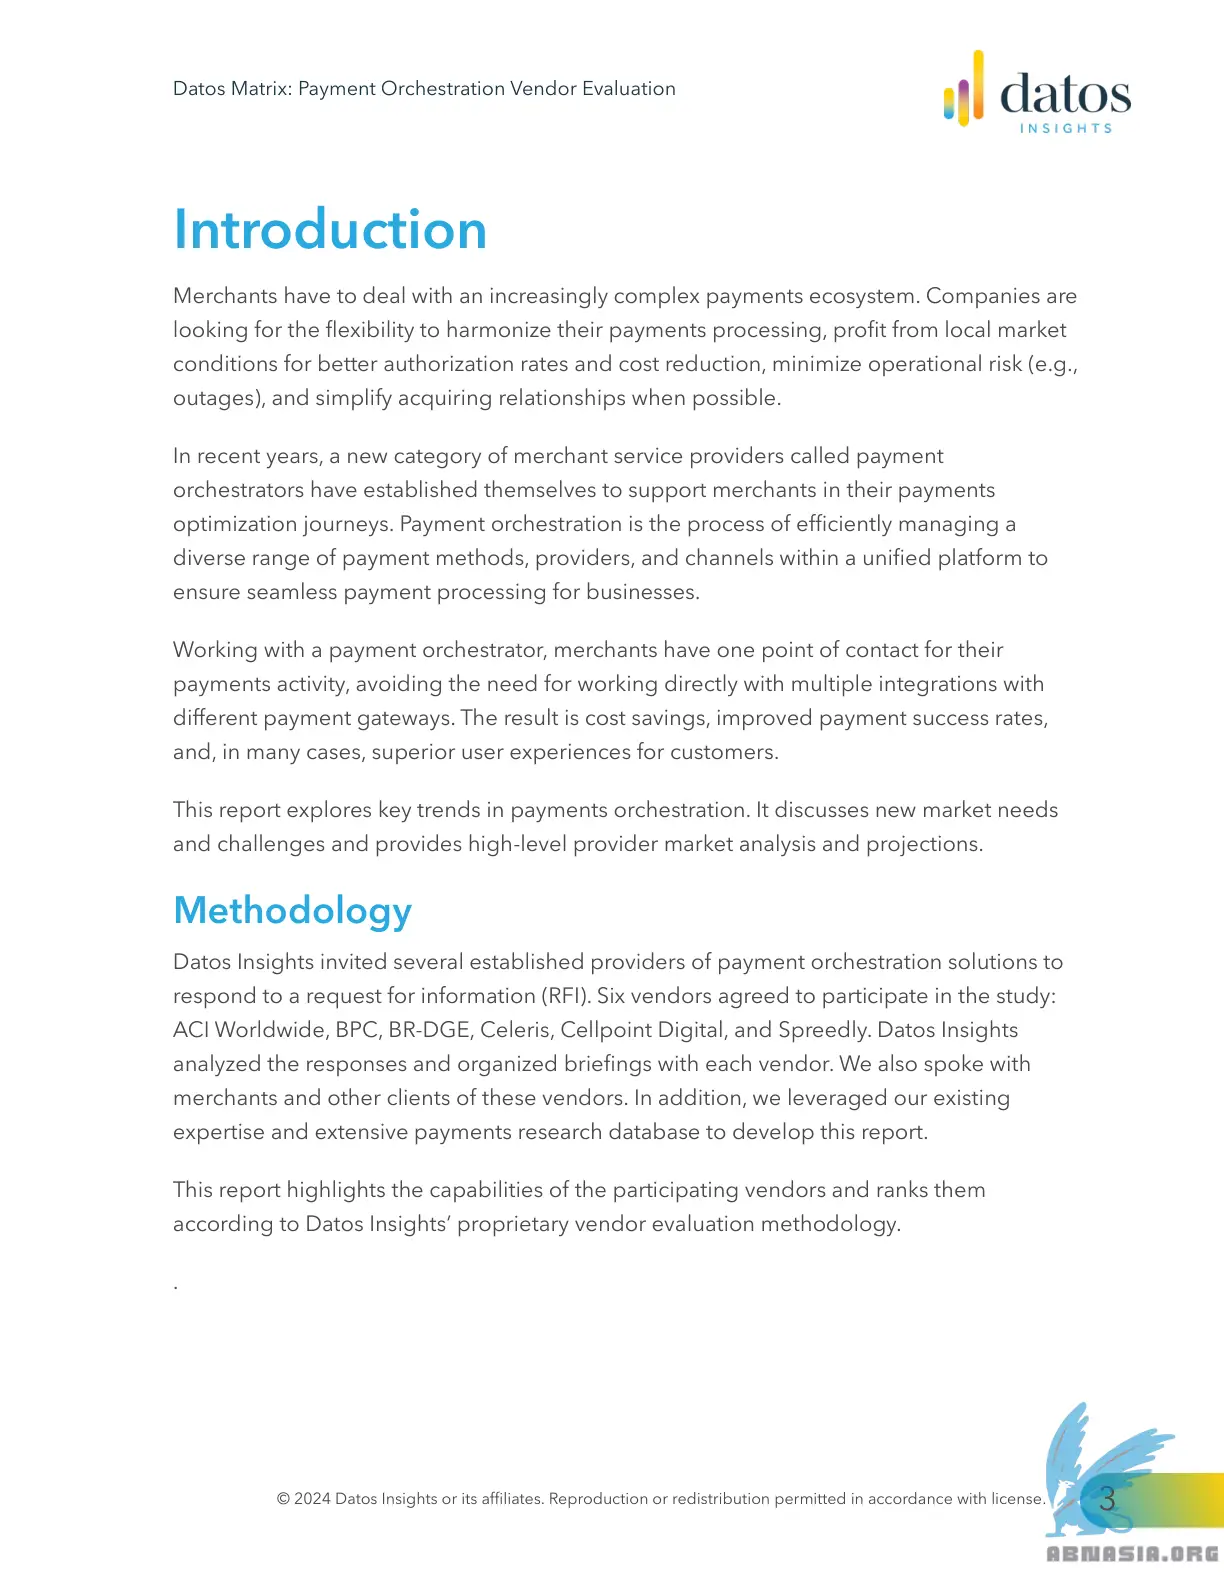 Datos Matrix: Payment Orchestration Vendor Evaluation
datos
INSIGHTS
Introduction
Merchants have to deal with an increasingly complex payments ecosystem. Companies are
looking for the flexibility to harmonize their payments processing, profit from local market
conditions for better authorization rates and cost reduction, minimize operational risk (e.g.,
outages), and simplify acquiring relationships when possible.
In recent years, a new category of merchant service providers called payment
orchestrators have established themselves to support merchants in their payments
optimization journeys. Payment orchestration is the process of efficiently managing a
diverse range of payment methods, providers, and channels within a unified platform to
ensure seamless payment processing for businesses.
Working with a payment orchestrator, merchants have one point of contact for their
payments activity, avoiding the need for working directly with multiple integrations with
different payment gateways. The result is cost savings, improved payment success rates,
and, in many cases, superior user experiences for customers.
This report explores key trends in payments orchestration. It discusses new market needs
and challenges and provides high-level provider market analysis and projections.
Methodology
Datos Insights invited several established providers of payment orchestration solutions to
respond to a request for information (RFI). Six vendors agreed to participate in the study:
ACI Worldwide, BPC, BR-DGE, Celeris, Cellpoint Digital, and Spreedly. Datos Insights
analyzed the responses and organized briefings with each vendor. We also spoke with
merchants and other clients of these vendors. In addition, we leveraged our existing
expertise and extensive payments research database to develop this report.
This report highlights the capabilities of the participating vendors and ranks them
according to Datos Insights’ proprietary vendor evaluation methodology.
.
© 2024 Datos Insights or its affiliates. Reproduction or redistribution permitted in accordance with license.
3
ABNASIA.ORG